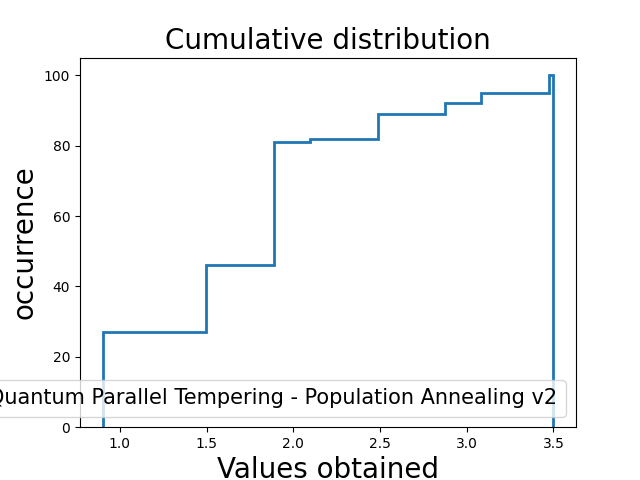 Cumulative distribution
occurrence
100
80
60
40
20
0
Parallel Tempering - Population Annealing v2
1.0 1.5 2.0 2.5 3.0 3.5
Values obtained